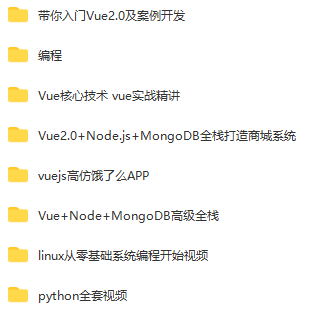 带你入门Vue2.0及案例开发
编程
Vue核心技术 vue实战精讲
Vue2.0+Node.js+MongoDB全栈打造商城系统
vuejs高仿饿了么APP
Vue+Node+MongoDB高级全栈
linux从零基础系统编程开始视频
python全套视频